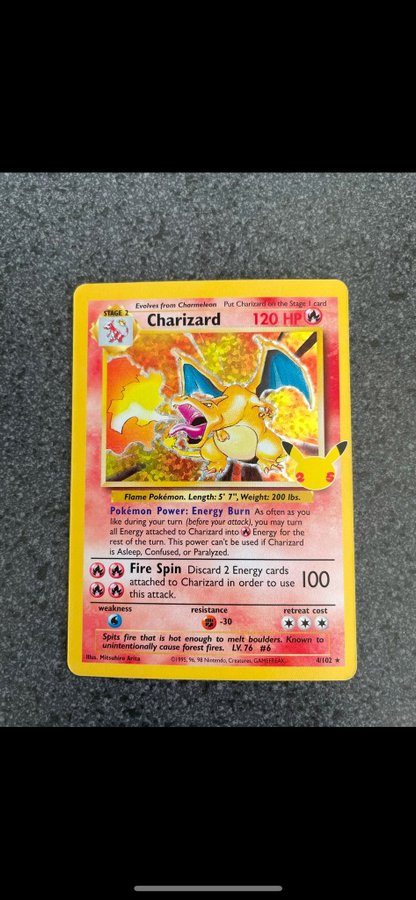 Evolves from Charmeleon Put Charizard on the Stage 1 card
STAGE 2
Charizard 120 HP
25
Flame Pokémon. Length: 5' 7", Weight: 200 lbs.
Pokémon Power: Energy Burn As often as you
like during your turn (before your attack), you may turn
all Energy attached to Charizard into Energy for the
rest of the turn. This power can't be used if Charizard
is Asleep, Confused, or Paralyzed.
Fire Spin Discard 2 Energy cards
attached to Charizard in order to use 100
this attack.
weakness resistance retreat cost
-30
Spits fire that is hot enough to melt boulders. Known to
unintentionally cause forest fires. LV. 76 #6
Illus. Mitsuhiro Arita ©1995, 96, 98 Nintendo, Creatures, GAMEFREAK. 4/102 ★